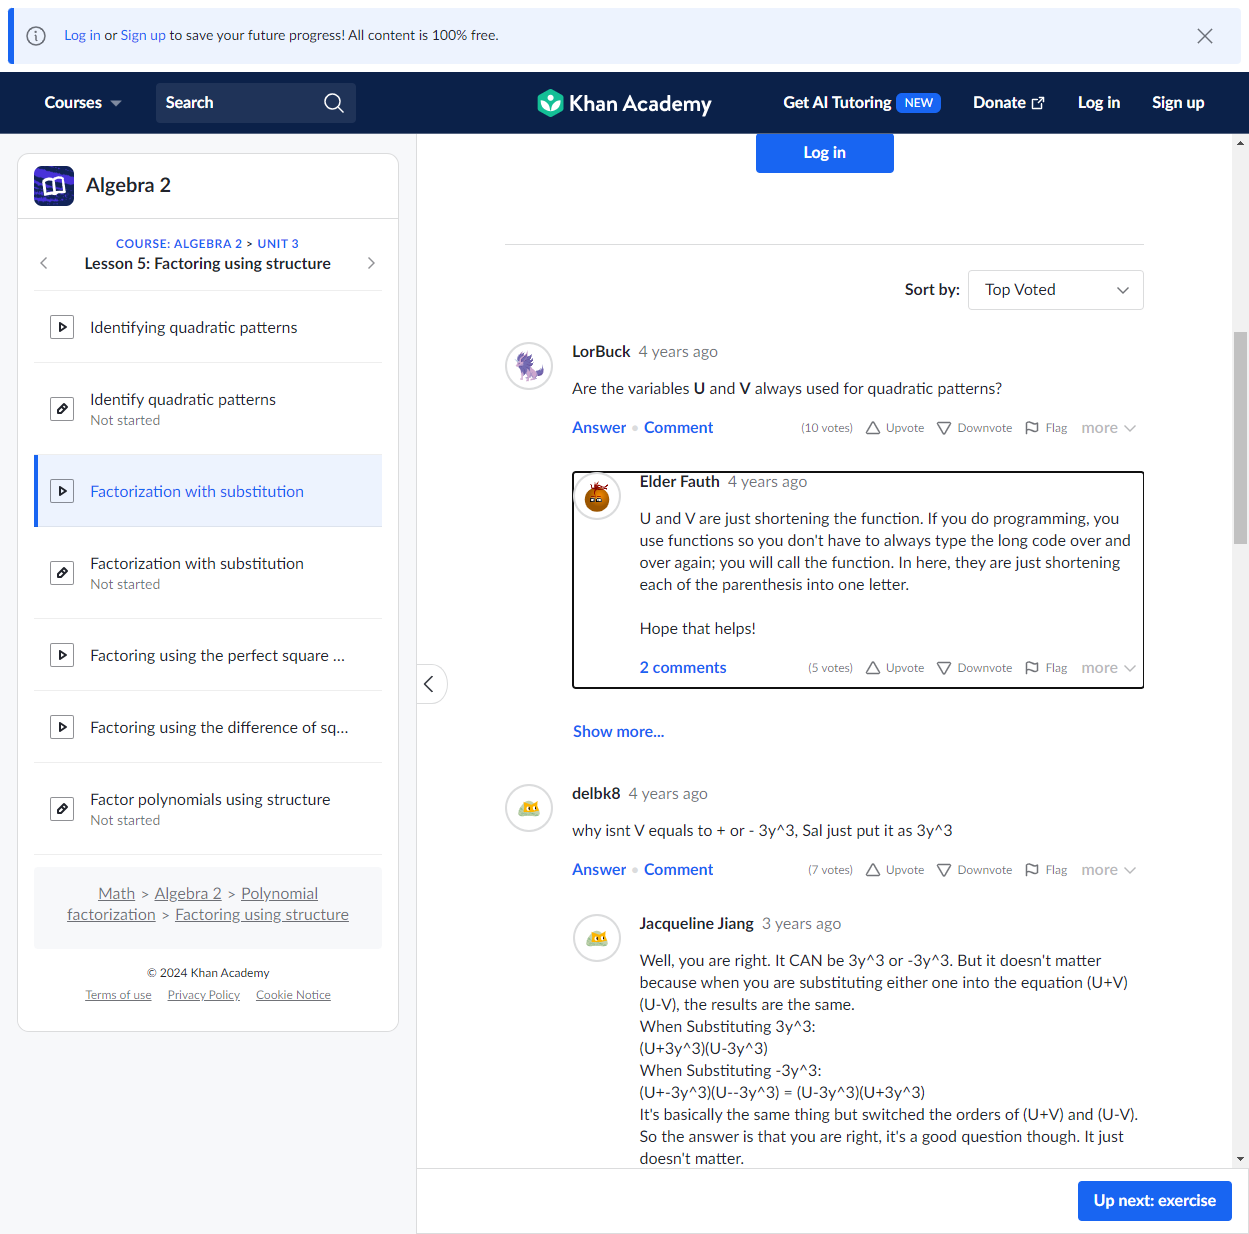 Log in or Sign up to save your future progress! All content is 100% free.
Courses
Search
Khan Academy
Get AI Tutoring NEW
Donate
Log in
Sign up
Algebra 2
COURSE: ALGEBRA 2 > UNIT 3
Lesson 5: Factoring using structure
Identifying quadratic patterns
Identify quadratic patterns
Not started
Factorization with substitution
Factorization with substitution
Not started
Factoring using the perfect square ...
Factoring using the difference of sq...
Factor polynomials using structure
Not started
Math > Algebra 2 > Polynomial
factorization > Factoring using structure
© 2024 Khan Academy
Terms of use Privacy Policy Cookie Notice
Log in
Sort by: Top Voted
LorBuck 4 years ago
Are the variables U and V always used for quadratic patterns?
Answer • Comment (10 votes) Upvote Downvote Flag more
Elder Fauth 4 years ago
U and V are just shortening the function. If you do programming, you
use functions so you don't have to always type the long code over and
over again; you will call the function. In here, they are just shortening
each of the parenthesis into one letter.
Hope that helps!
2 comments (5 votes) Upvote Downvote Flag more
Show more...
delbk8 4 years ago
why isnt V equals to + or - 3y^3, Sal just put it as 3y^3
Answer • Comment (7 votes) Upvote Downvote Flag more
Jacqueline Jiang 3 years ago
Well, you are right. It CAN be 3y^3 or -3y^3. But it doesn't matter
because when you are substituting either one into the equation (U+V)
(U-V), the results are the same.
When Substituting 3y^3:
(U+3y^3)(U-3y^3)
When Substituting -3y^3:
(U+-3y^3)(U--3y^3) = (U-3y^3)(U+3y^3)
It's basically the same thing but switched the orders of (U+V) and (U-V).
So the answer is that you are right, it's a good question though. It just
doesn't matter.
Up next: exercise